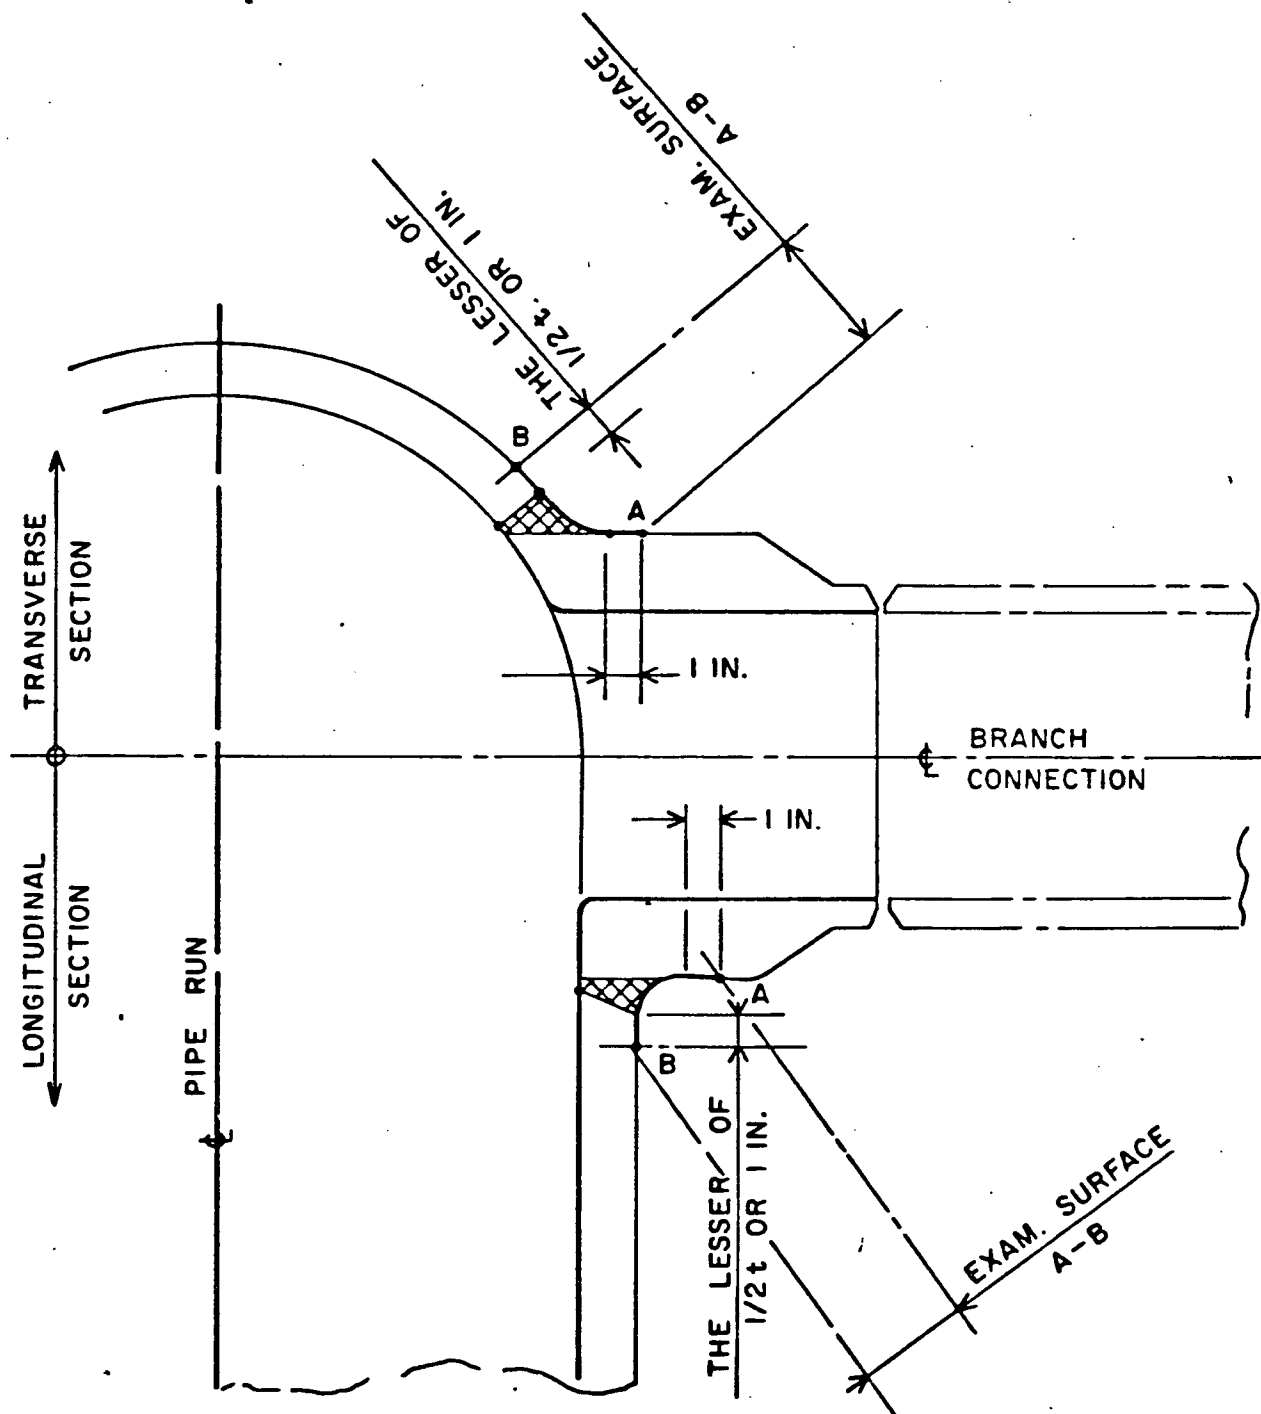 EXAM. SURFACE
A-B
THE LESSER OF
1/2 t. OR 1 IN.
B
A
TRANSVERSE
SECTION
1 IN.
BRANCH
CONNECTION
1 IN.
LONGITUDINAL
SECTION
PIPE RUN
A
B
THE LESSER OF
1/2t OR 1 IN.
EXAM. SURFACE
A-B